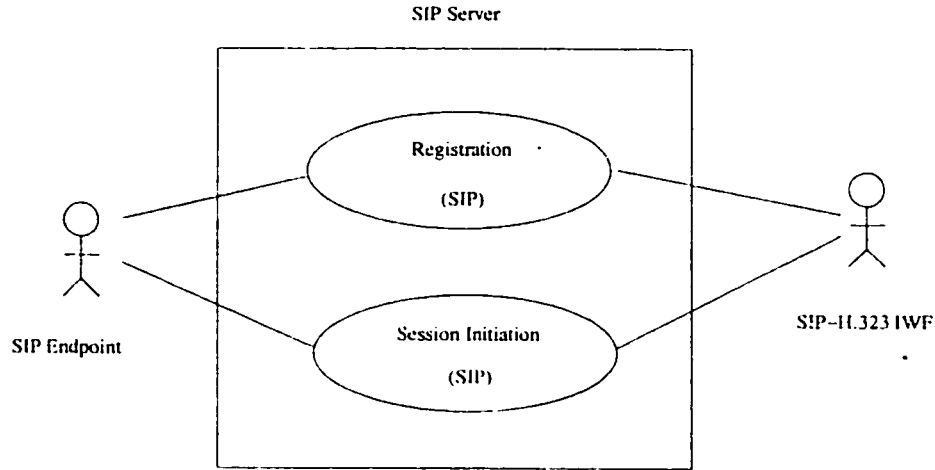 SIP Server
Registration
(SIP)
Session Initiation
(SIP)
SIP Endpoint
SIP-H.323 IWF